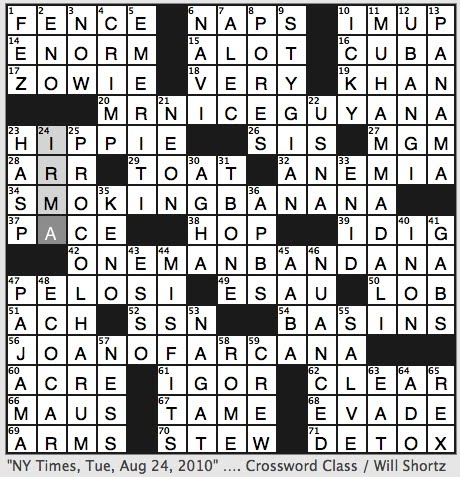 1 2 3 4 5 6 7 8 9 10 11 12 13
F E N C E N A P S I M U P
14 15 16
E N O R M A L O T C U B A
17 18 19
Z O W I E V E R Y K H A N
20 21 22
M R N I C E G U Y A N A
23 24 25 26 27
H I P P I E S I S M G M
28 29 30 31 32 33
A R R T O A T A N E M I A
34 35 36
S M O K I N G B A N A N A
37 38 39 40 41
P A C E H O P I D I G
42 43 44 45 46
O N E M A N B A N D A N A
47 48 49 50
P E L O S I E S A U L O B
51 52 53 54 55
A C H S S N B A S I N S
56 57 58 59
J O A N O F A R C A N A
60 61 62 63 64 65
A C R E I G O R C L E A R
66 67 68
M A U S T A M E E V A D E
69 70 71
A R M S S T E W D E T O X
"NY Times, Tue, Aug 24, 2010" .... Crossword Class / Will Shortz